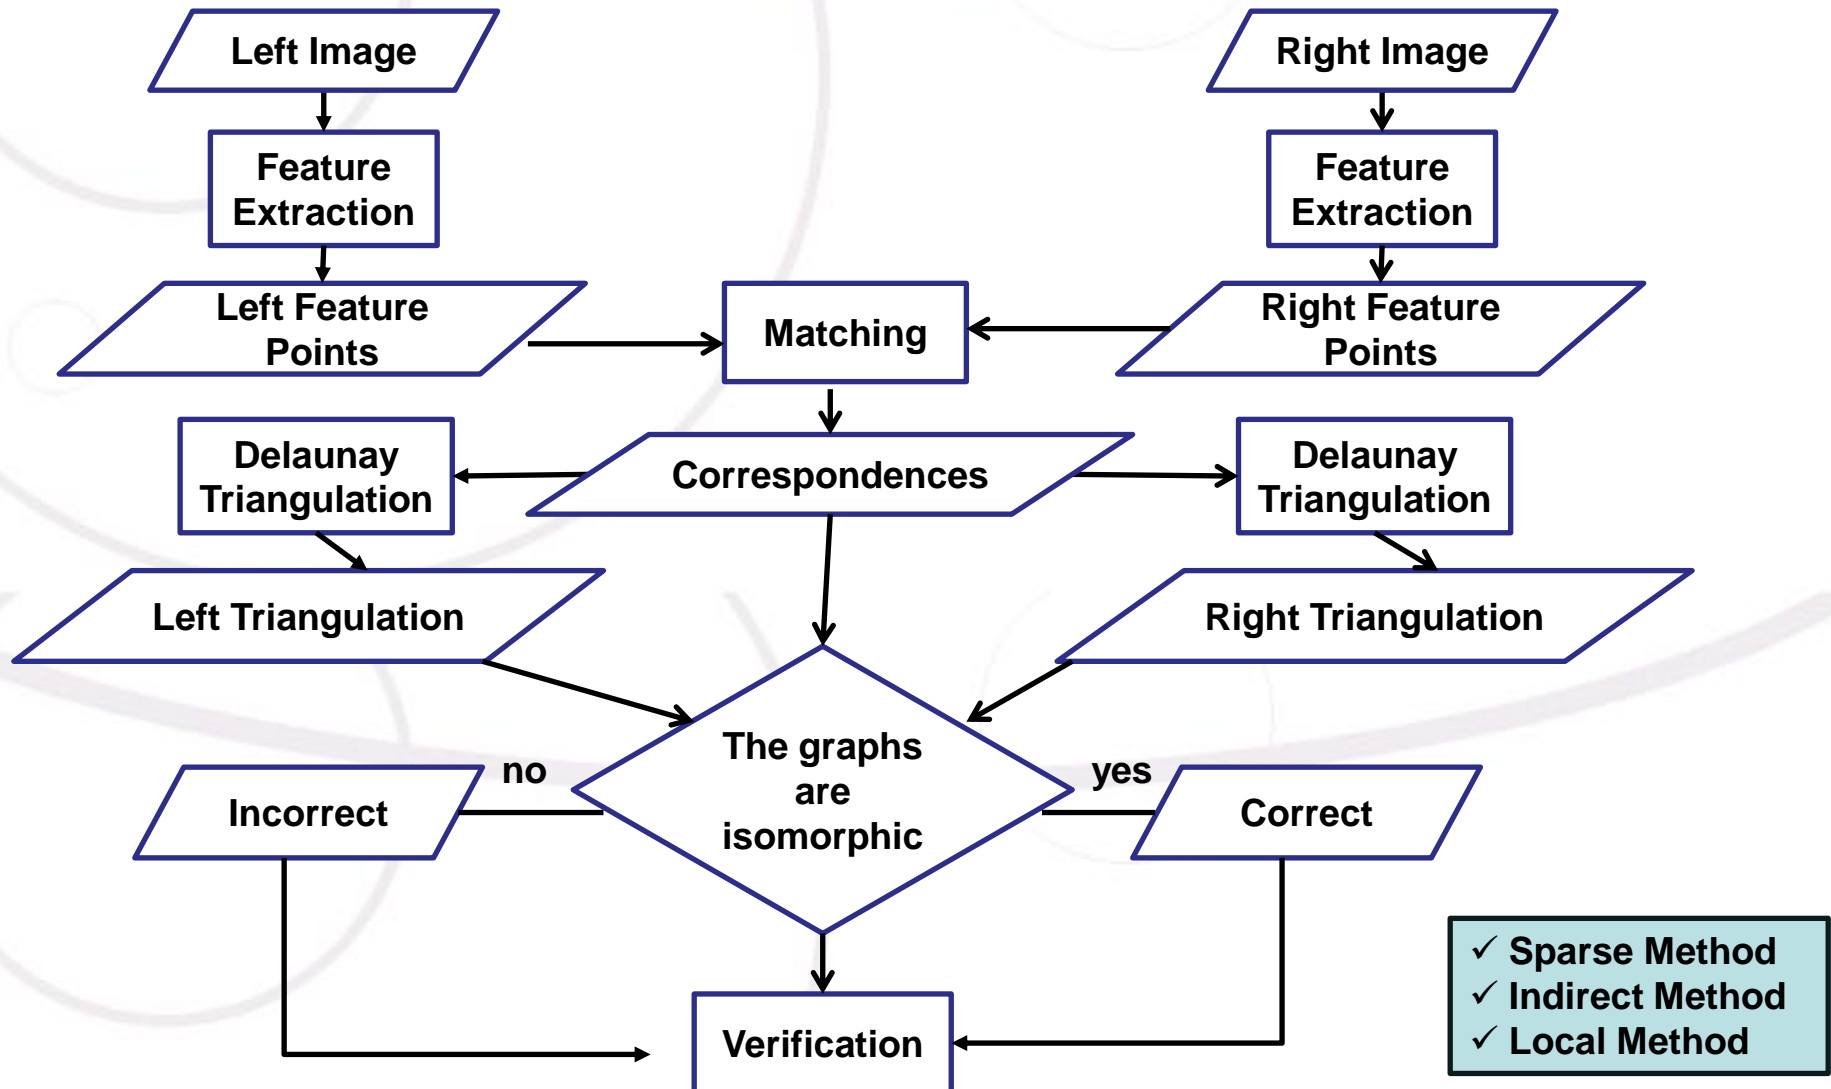 Left Image
Right Image
Feature
Extraction
Feature
Extraction
Left Feature
Points
Matching
Right Feature
Points
Delaunay
Triangulation
Correspondences
Delaunay
Triangulation
Left Triangulation
Right Triangulation
The graphs
are
isomorphic
no
yes
Incorrect
Correct
Verification
✓ Sparse Method
✓ Indirect Method
✓ Local Method